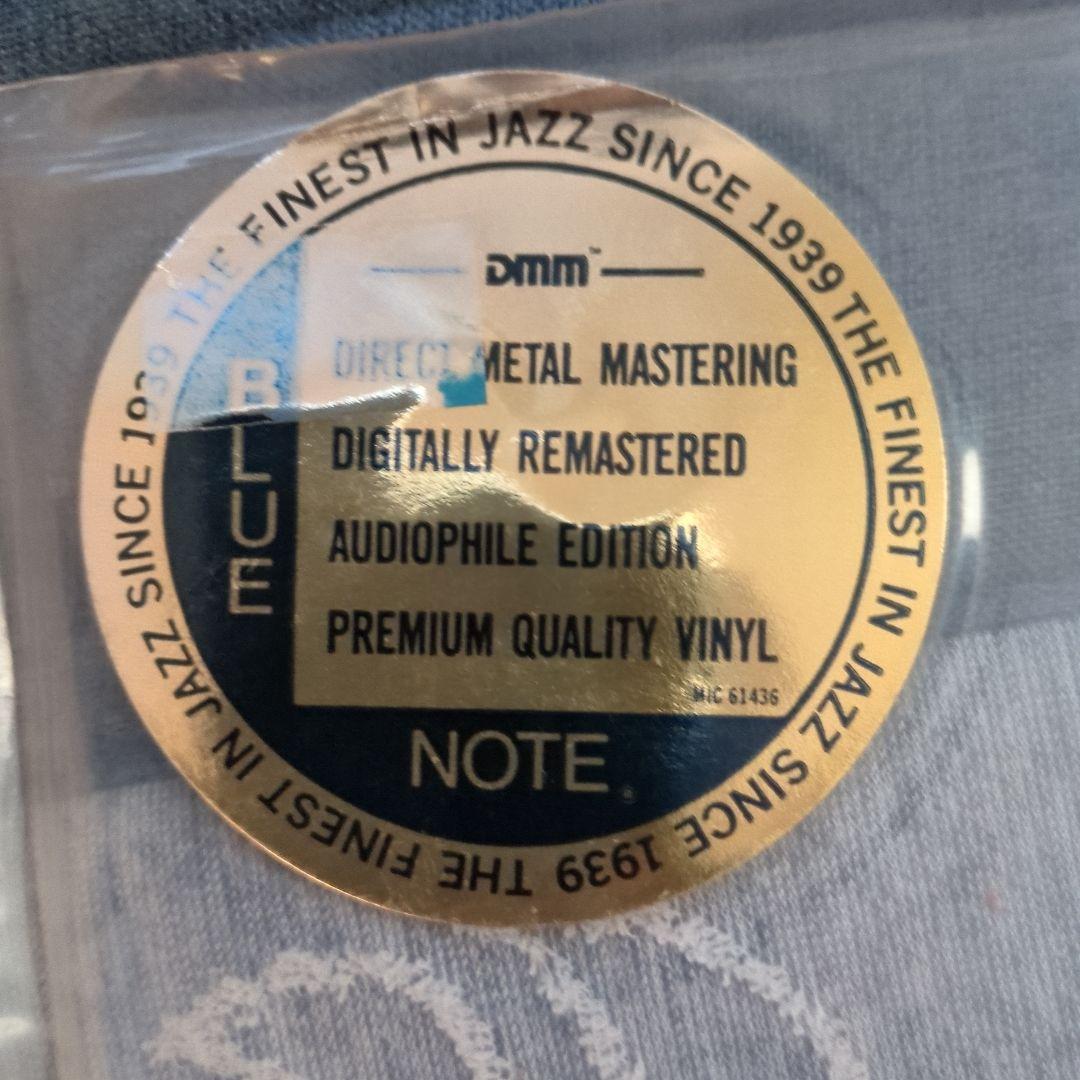 THE FINEST IN JAZZ SINCE 1939 THE FINEST IN JAZZ SINCE 1939 THE FINEST IN JAZZ SINCE 1939
DMM™
DIRECT METAL MASTERING
DIGITALLY REMASTERED
AUDIOPHILE EDITION
PREMIUM QUALITY VINYL
MIC 61436
BLUE
NOTE